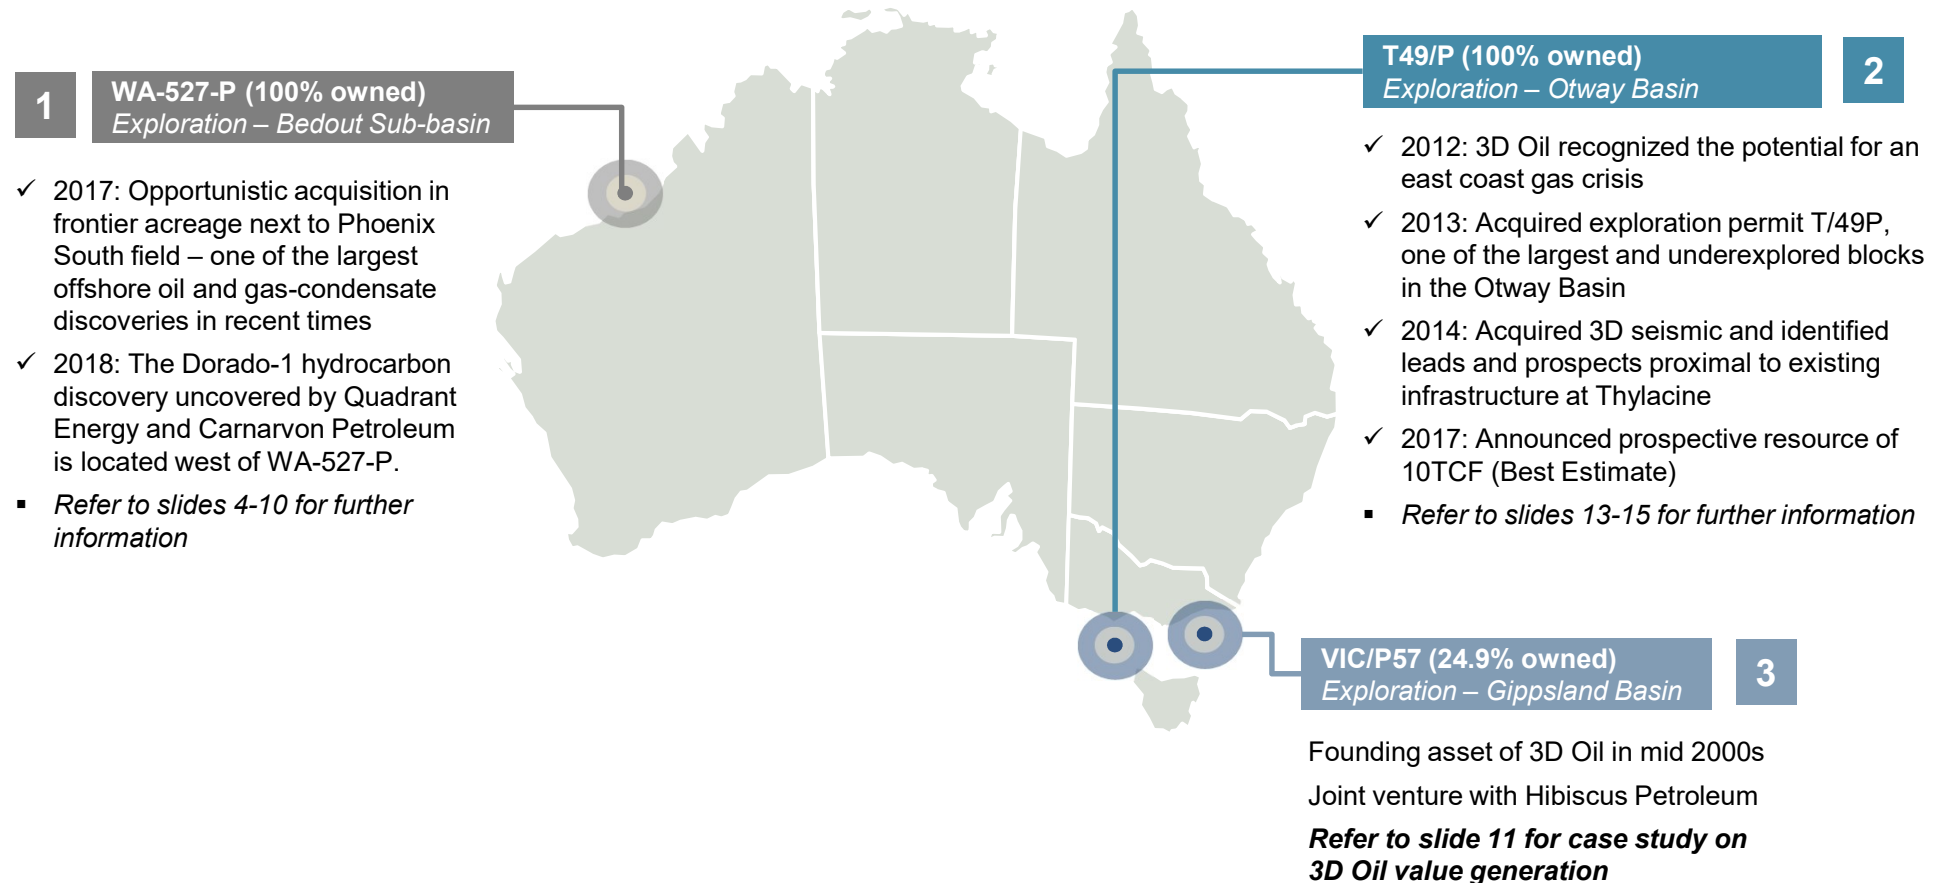 1
WA-527-P (100% owned)
Exploration – Bedout Sub-basin
✓ 2017: Opportunistic acquisition in
frontier acreage next to Phoenix
South field – one of the largest
offshore oil and gas-condensate
discoveries in recent times
✓ 2018: The Dorado-1 hydrocarbon
discovery uncovered by Quadrant
Energy and Carnarvon Petroleum
is located west of WA-527-P.
▪ Refer to slides 4-10 for further
information
T49/P (100% owned)
Exploration – Otway Basin
2
✓ 2012: 3D Oil recognized the potential for an
east coast gas crisis
✓ 2013: Acquired exploration permit T/49P,
one of the largest and underexplored blocks
in the Otway Basin
✓ 2014: Acquired 3D seismic and identified
leads and prospects proximal to existing
infrastructure at Thylacine
✓ 2017: Announced prospective resource of
10TCF (Best Estimate)
▪ Refer to slides 13-15 for further information
VIC/P57 (24.9% owned)
Exploration – Gippsland Basin
3
Founding asset of 3D Oil in mid 2000s
Joint venture with Hibiscus Petroleum
Refer to slide 11 for case study on
3D Oil value generation